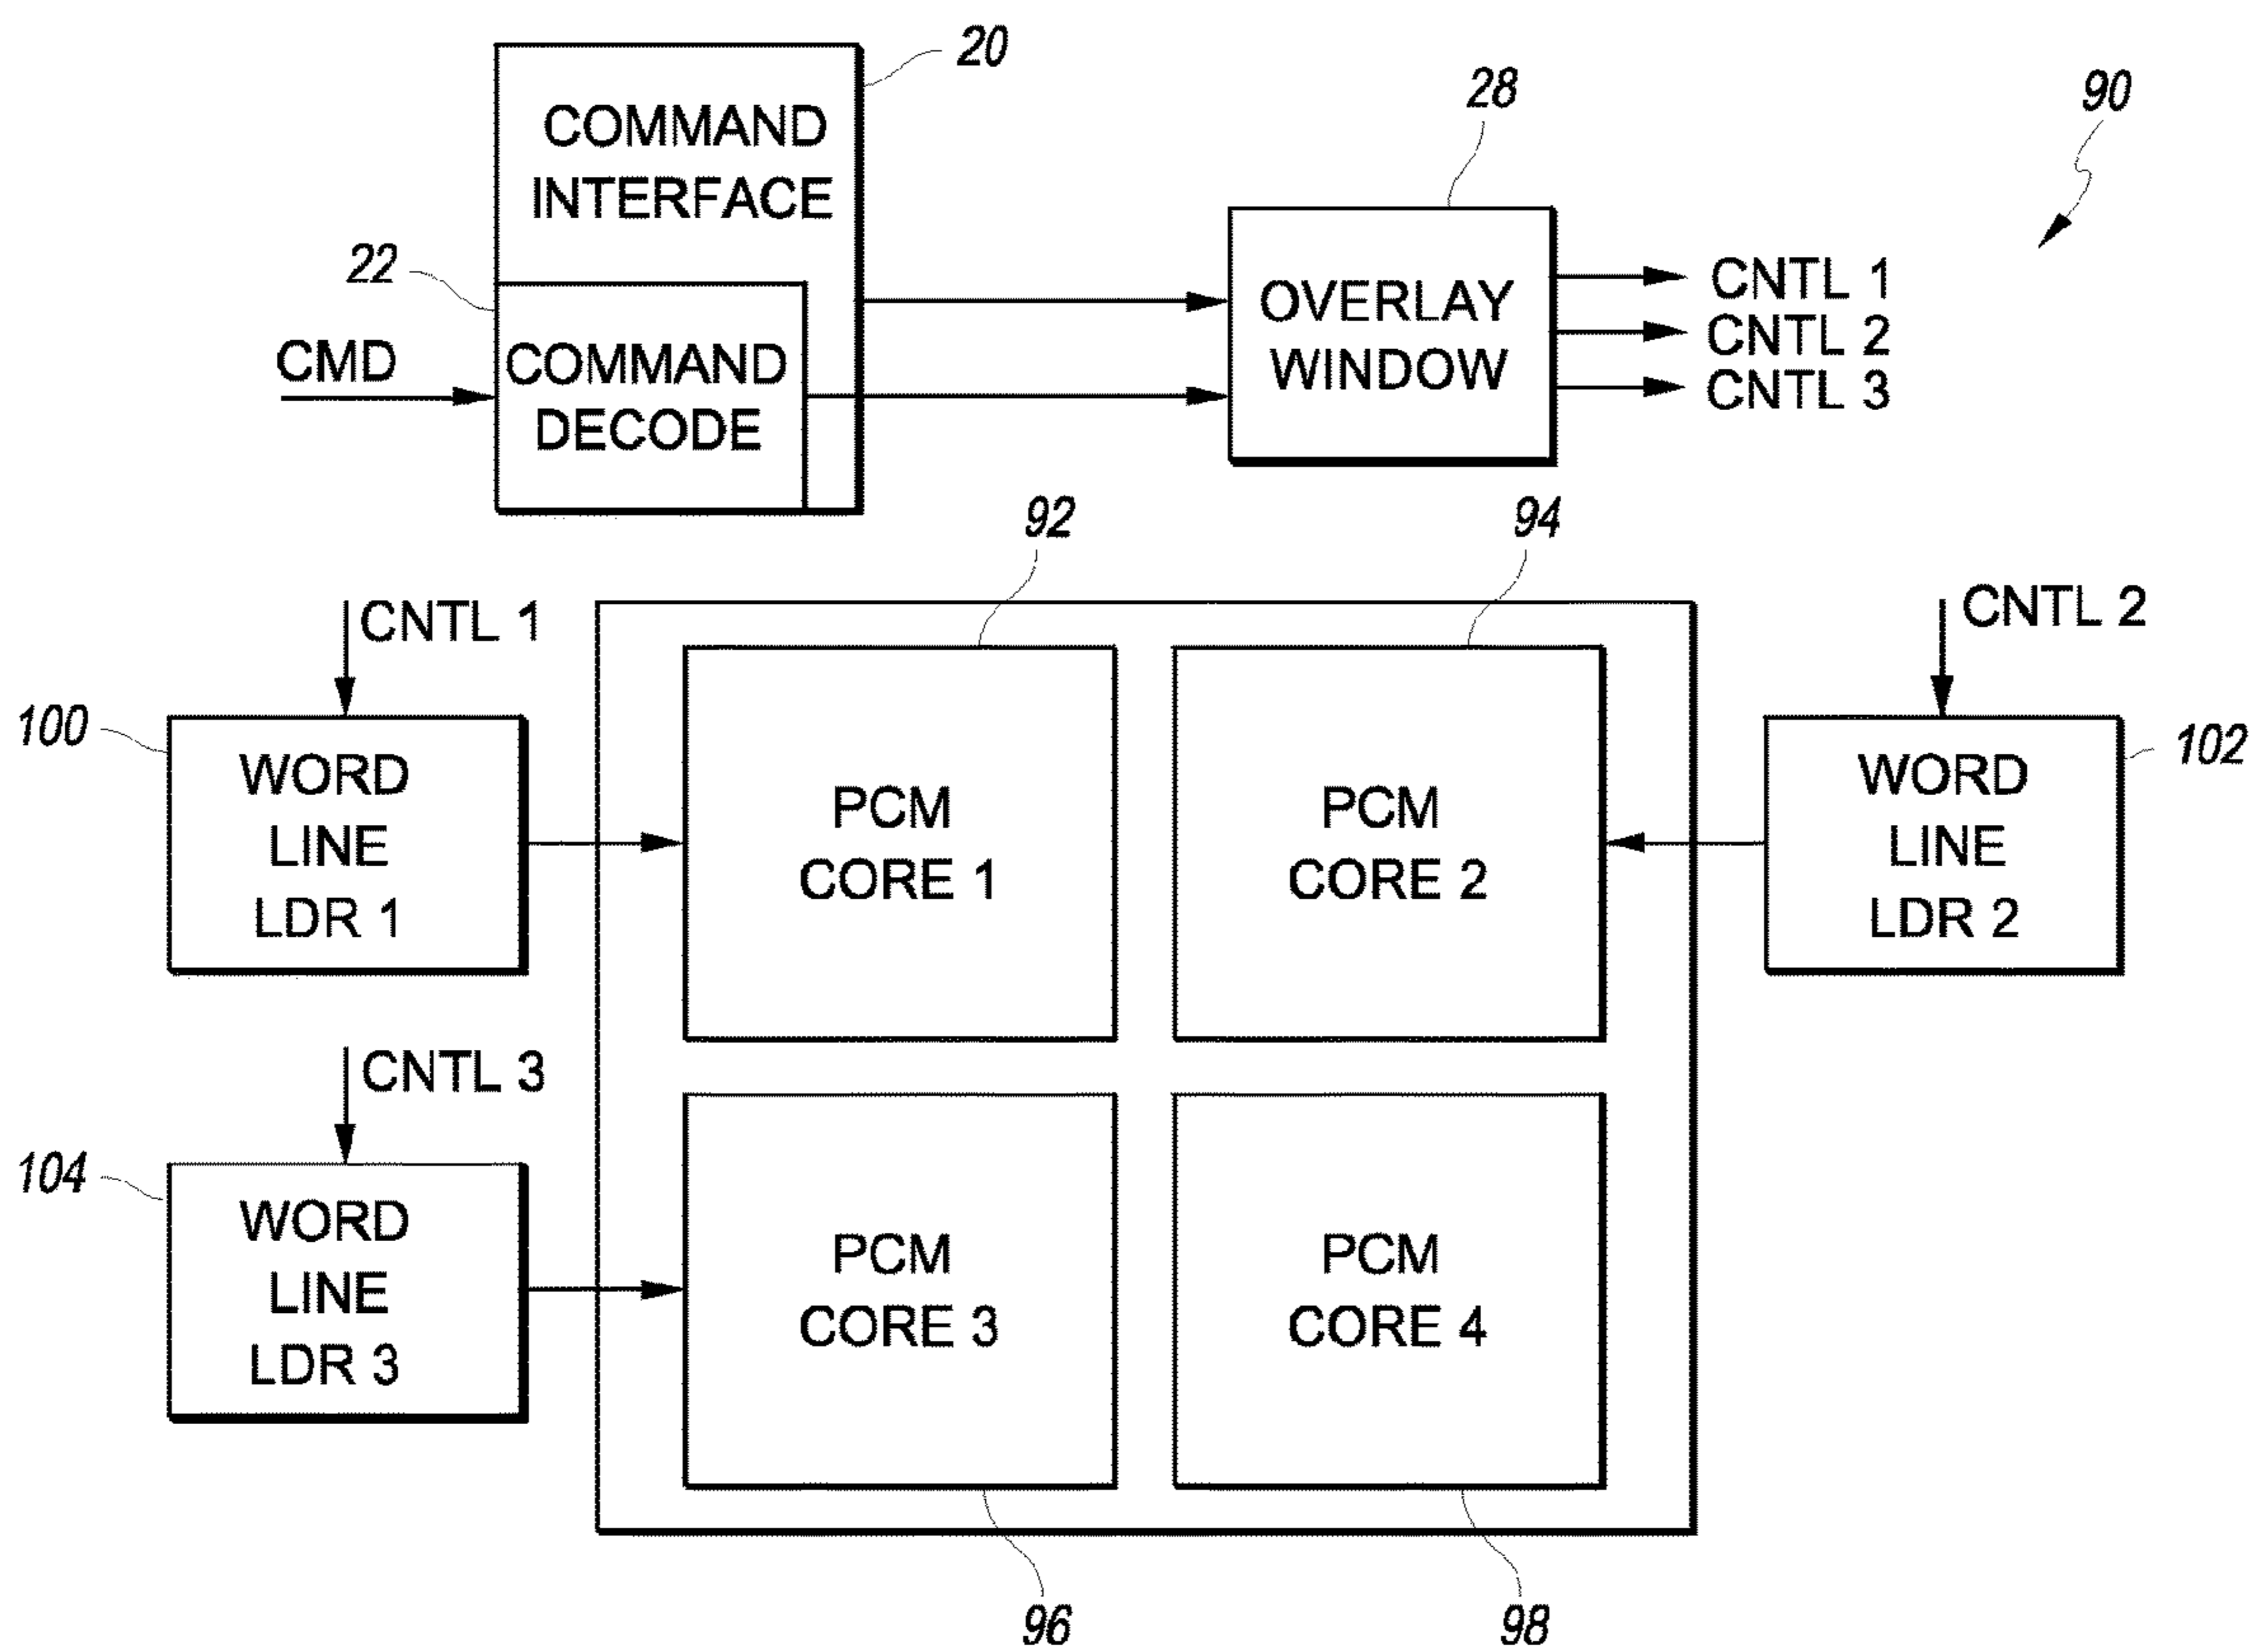 20
COMMAND
INTERFACE
28
90
22
CMD
COMMAND
DECODE
OVERLAY
WINDOW
CNTL 1
CNTL 2
CNTL 3
92
94
CNTL 1
CNTL 2
100
WORD
LINE
LDR 1
PCM
CORE 1
PCM
CORE 2
WORD
LINE
LDR 2
102
CNTL 3
104
WORD
LINE
LDR 3
PCM
CORE 3
PCM
CORE 4
96
98